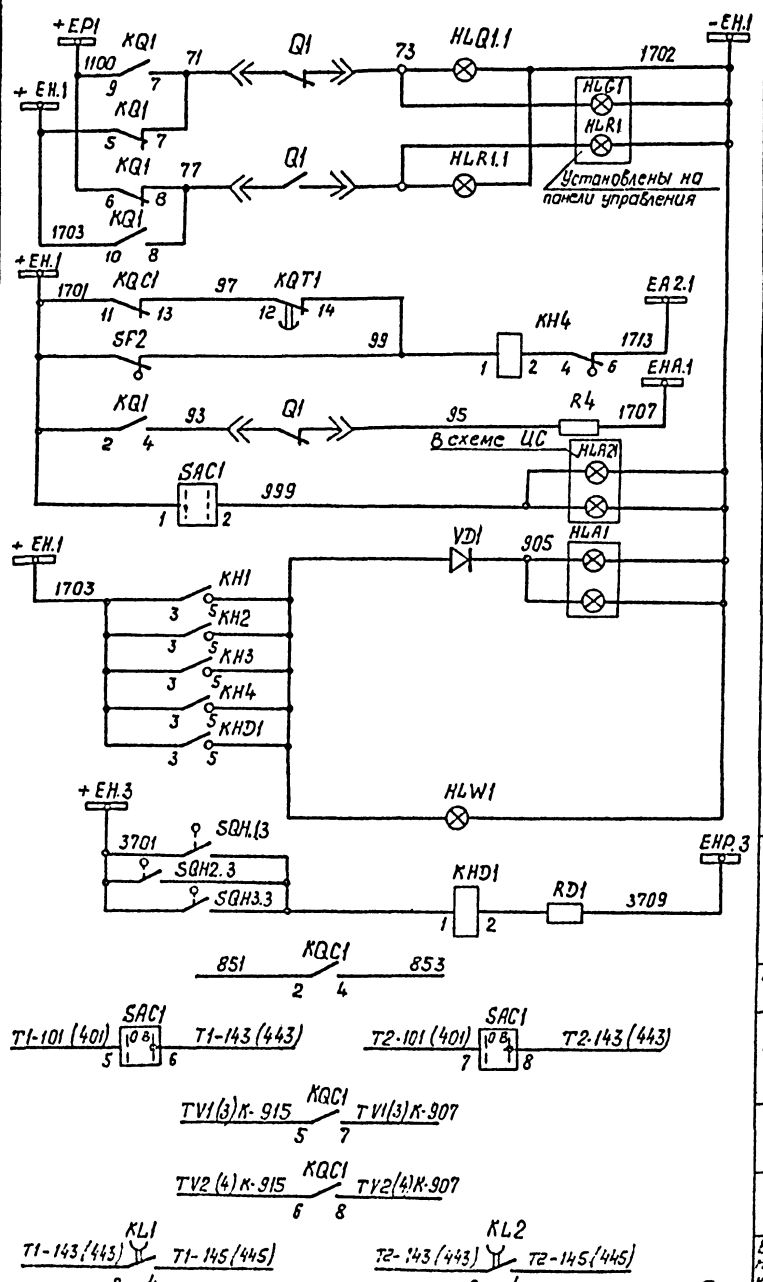 +EP1
-EH.1
1100 KQ1 71 Q1 73 HLQ1.1 1702
9 7
+EH.1
HLG1
KQ1
5 7
HLR1
KQ1 77 Q1 HLR1.1
6 8
Установлены на
панели управления
KQ1
1703
10 8
+EH.1
1701 KQC1 97 KQT1
11 13 12 14
EA2.1
SF2 99 KH4 1713
1 2 4 6
EHA.1
KQ1 93 Q1 95 R4 1707
2 4
В схеме ЦС HLA21
SAC1 999
1 2
HLA1
+EH.1
VD1 905
1703 KH1
3 5
KH2
3 5
KH3
3 5
KH4
3 5
KHD1
3 5
HLW1
+EH.3
3701 SQH.13
EHP.3
SQH2.3
SQH3.3
KHD1 RD1 3709
1 2
851 KQC1 853
2 4
SAC1 SAC1
T1-101 (401) OB T1-143 (443) T2-101 (401) OB T2-143 (443)
5 6 7 8
TV1(3)K-915 KQC1 TV1(3)K-907
5 7
TV2(4)K-915 KQC1 TV2(4)K-907
6 8
KL1 KL2
T1-143 (443) T1-145 (445) T2-143 (443) T2-145 (445)